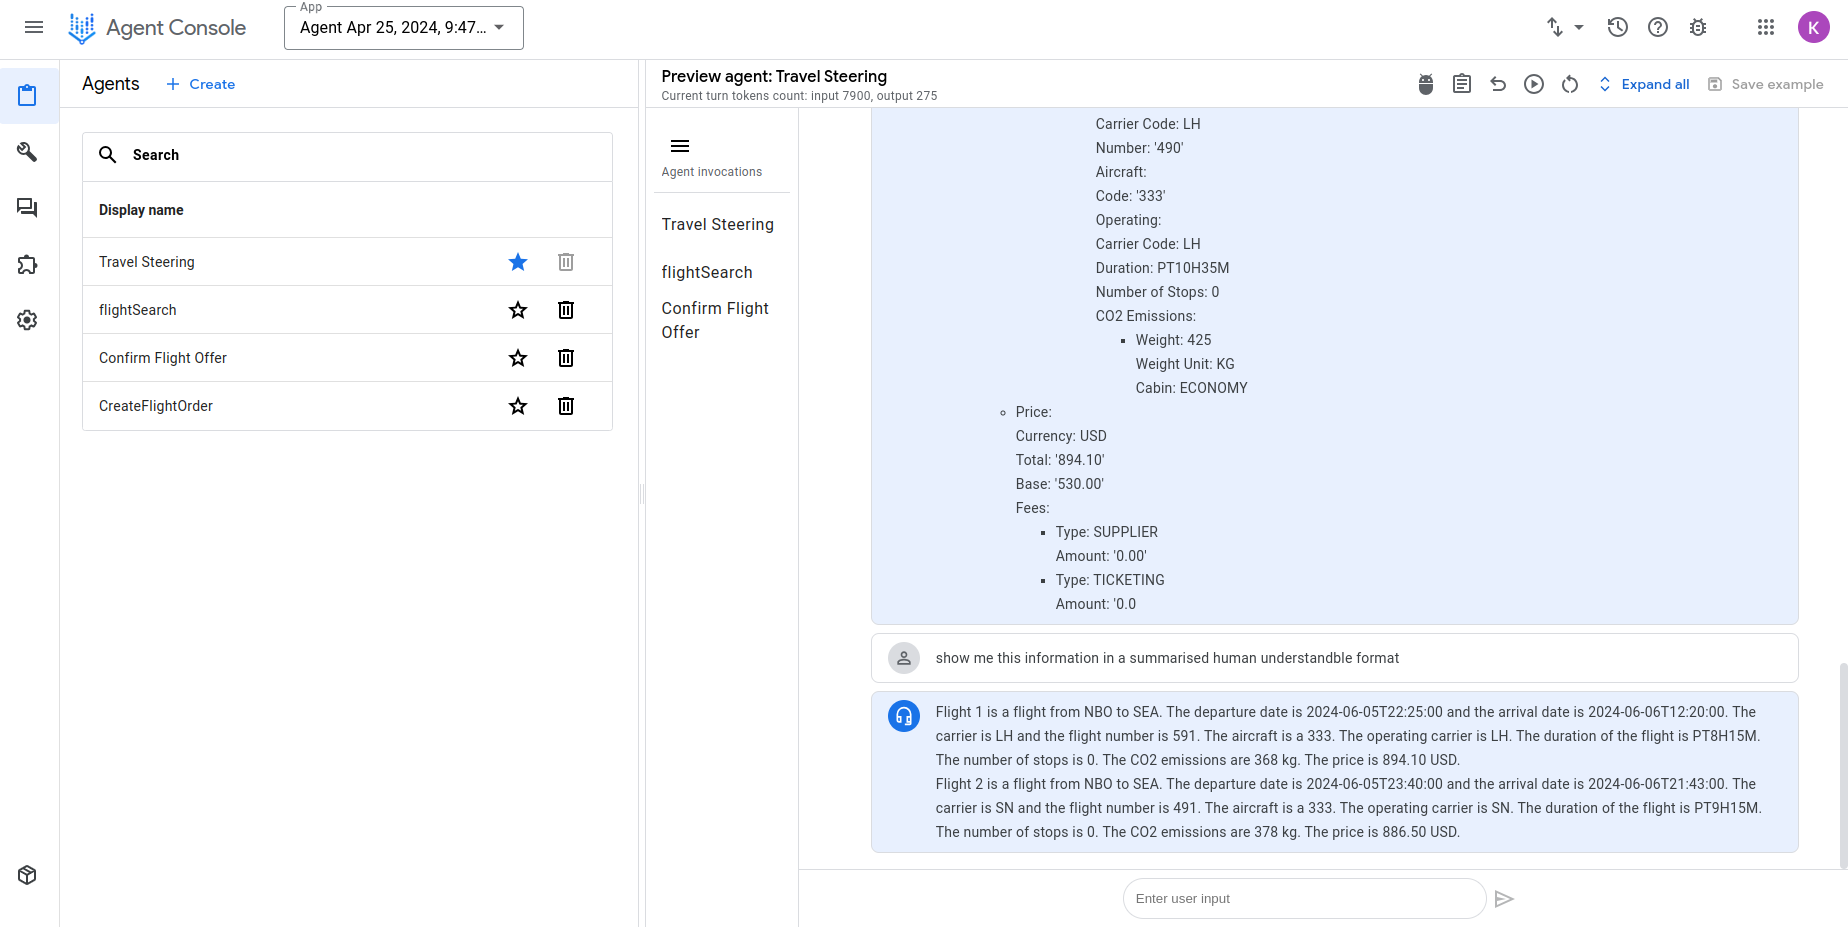 Agent Console
App
Agent Apr 25, 2024, 9:47...
K
Agents
Create
Search
Display name
Travel Steering
flightSearch
Confirm Flight Offer
CreateFlightOrder
Preview agent: Travel Steering
Current turn tokens count: input 7900, output 275
Expand all
Save example
Agent invocations
Travel Steering
flightSearch
Confirm Flight
Offer
Carrier Code: LH
Number: '490'
Aircraft:
Code: '333'
Operating:
Carrier Code: LH
Duration: PT10H35M
Number of Stops: 0
CO2 Emissions:
Weight: 425
Weight Unit: KG
Cabin: ECONOMY
Price:
Currency: USD
Total: '894.10'
Base: '530.00'
Fees:
Type: SUPPLIER
Amount: '0.00'
Type: TICKETING
Amount: '0.0
show me this information in a summarised human understandble format
Flight 1 is a flight from NBO to SEA. The departure date is 2024-06-05T22:25:00 and the arrival date is 2024-06-06T12:20:00. The
carrier is LH and the flight number is 591. The aircraft is a 333. The operating carrier is LH. The duration of the flight is PT8H15M.
The number of stops is 0. The CO2 emissions are 368 kg. The price is 894.10 USD.
Flight 2 is a flight from NBO to SEA. The departure date is 2024-06-05T23:40:00 and the arrival date is 2024-06-06T21:43:00. The
carrier is SN and the flight number is 491. The aircraft is a 333. The operating carrier is SN. The duration of the flight is PT9H15M.
The number of stops is 0. The CO2 emissions are 378 kg. The price is 886.50 USD.
Enter user input